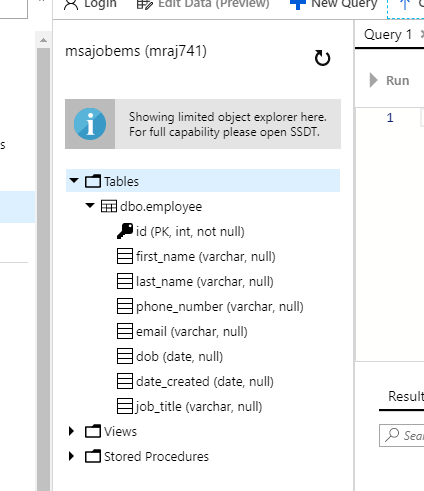 Login
Edit Data (Preview)
New Query
msajobems (mraj741)
Query 1
Showing limited object explorer here.
For full capability please open SSDT.
Run
1
s
Tables
dbo.employee
id (PK, int, not null)
first_name (varchar, null)
last_name (varchar, null)
phone_number (varchar, null)
email (varchar, null)
dob (date, null)
date_created (date, null)
job_title (varchar, null)
Result
Views
Sea
Stored Procedures